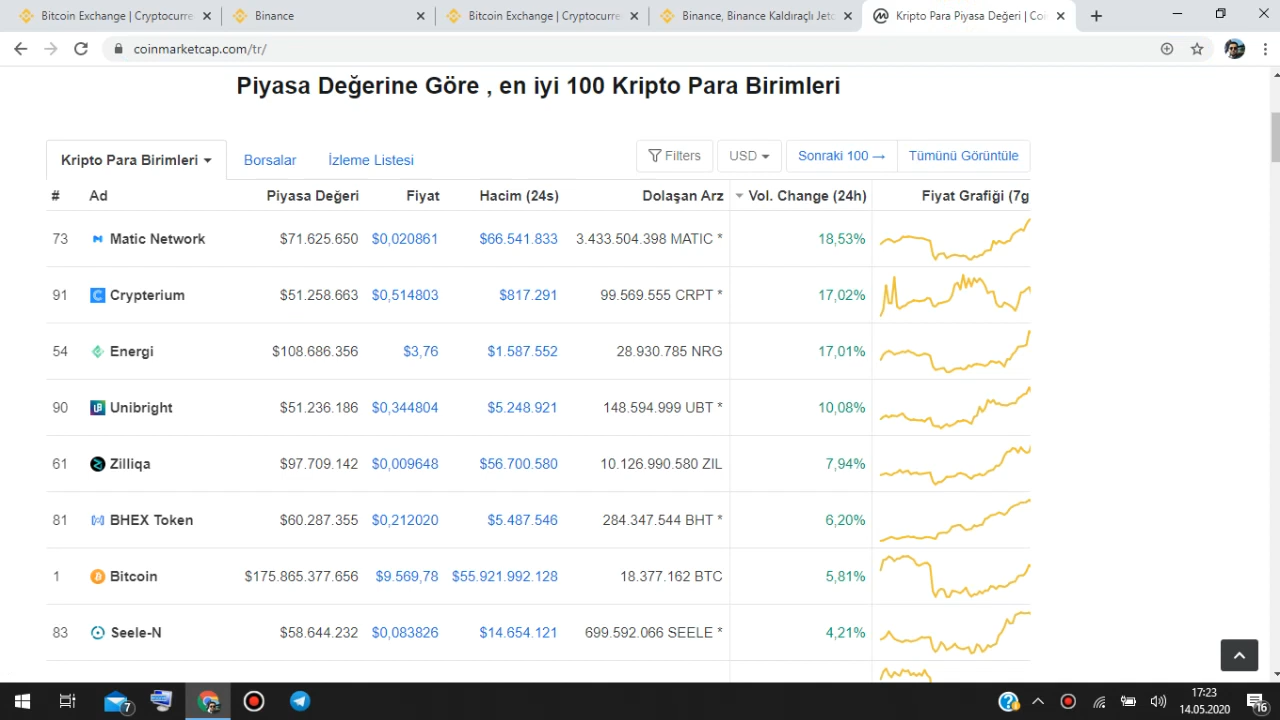 Bitcoin Exchange | Cryptocurre
Binance
Bitcoin Exchange | Cryptocurre
Binance, Binance Kaldıraçlı Jeto
Kripto Para Piyasa Değeri | Co
coinmarketcap.com/tr/
Piyasa Değerine Göre , en iyi 100 Kripto Para Birimleri
Kripto Para Birimleri Borsalar İzleme Listesi Filters USD Sonraki 100 → Tümünü Görüntüle
# Ad Piyasa Değeri Fiyat Hacim (24s) Dolaşan Arz Vol. Change (24h) Fiyat Grafiği (7g
73 Matic Network $71.625.650 $0,020861 $66.541.833 3.433.504.398 MATIC * 18,53%
91 Crypterium $51.258.663 $0,514803 $817.291 99.569.555 CRPT * 17,02%
54 Energi $108.686.356 $3,76 $1.587.552 28.930.785 NRG 17,01%
90 Unibright $51.236.186 $0,344804 $5.248.921 148.594.999 UBT * 10,08%
61 Zilliqa $97.709.142 $0,009648 $56.700.580 10.126.990.580 ZIL 7,94%
81 BHEX Token $60.287.355 $0,212020 $5.487.546 284.347.544 BHT * 6,20%
1 Bitcoin $175.865.377.656 $9.569,78 $55.921.992.128 18.377.162 BTC 5,81%
83 Seele-N $58.644.232 $0,083826 $14.654.121 699.592.066 SEELE * 4,21%
7
17:23
14.05.2020
16